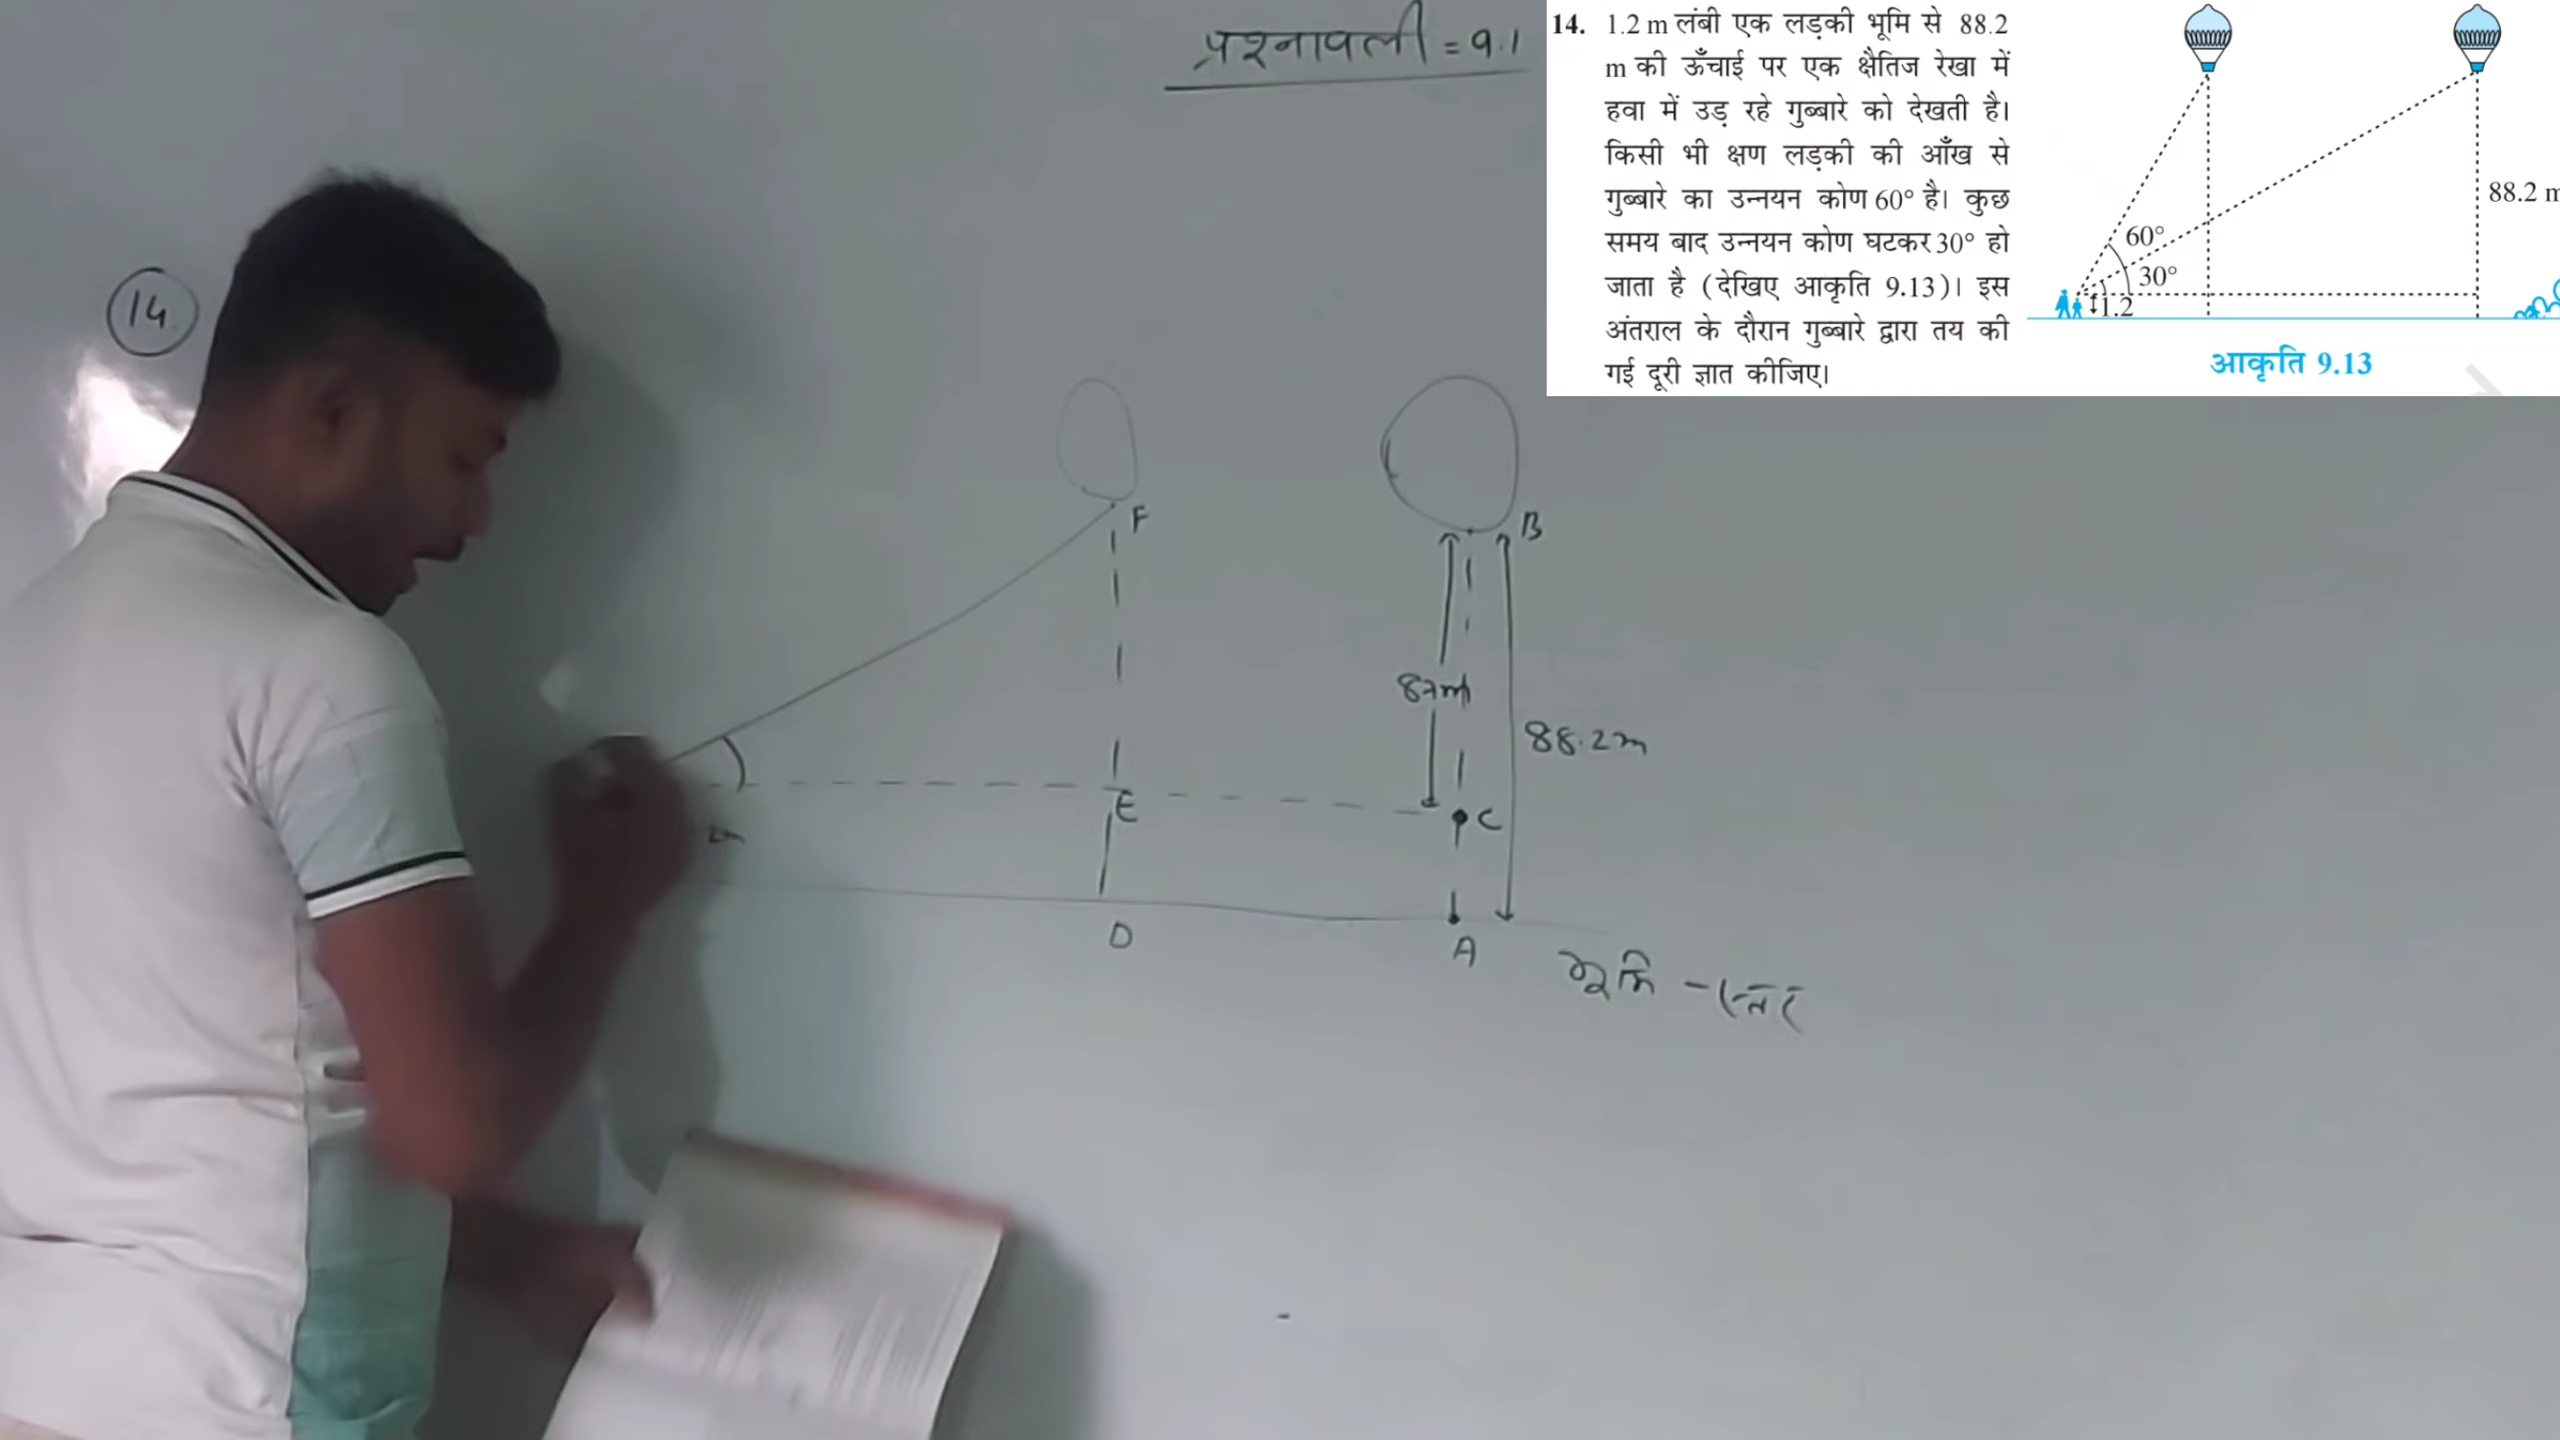 प्रश्नावली = 9.1
14. 1.2 m लंबी एक लड़की भूमि से 88.2
m की ऊँचाई पर एक क्षैतिज रेखा में
हवा में उड़ रहे गुब्बारे को देखती है।
किसी भी क्षण लड़की की आँख से
गुब्बारे का उन्नयन कोण 60° है। कुछ
समय बाद उन्नयन कोण घटकर 30° हो
जाता है (देखिए आकृति 9.13)। इस
अंतराल के दौरान गुब्बारे द्वारा तय की
गई दूरी ज्ञात कीजिए।
88.2 m
60°
30°
1.2
आकृति 9.13
14
F
B
87m
88.2m
E
C
2m
D
A
भूमि - स्तर